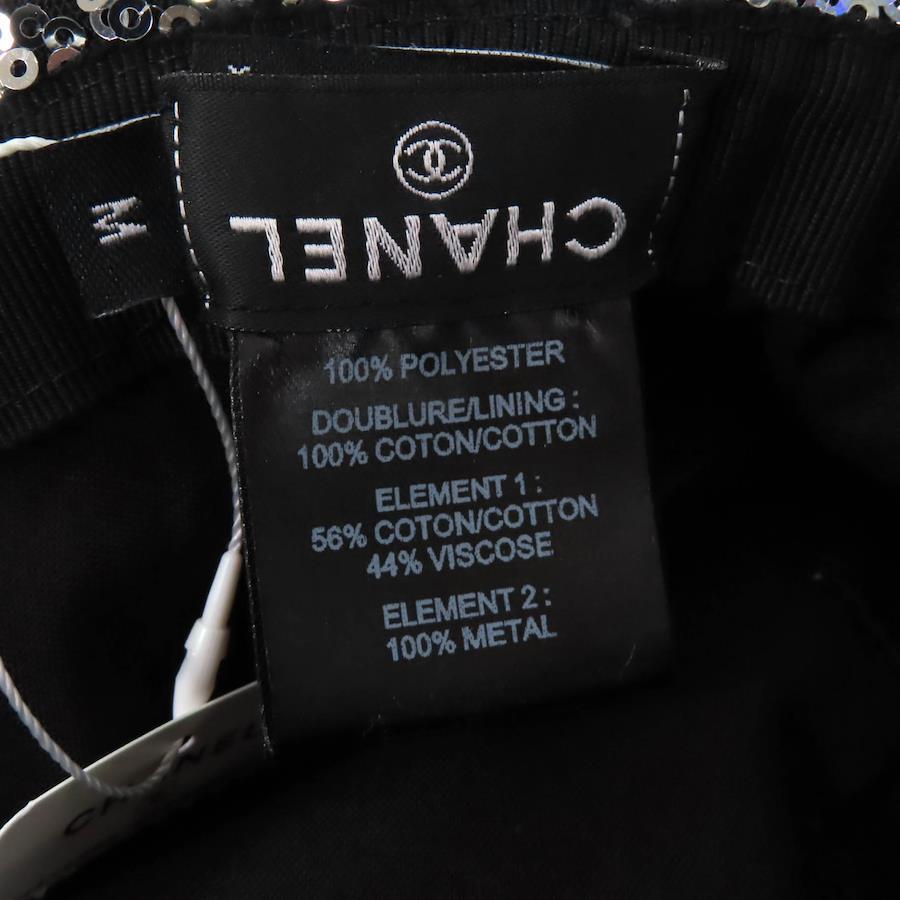 M
CHANEL
100% POLYESTER
DOUBLURE/LINING :
100% COTON/COTTON
ELEMENT 1 :
56% COTON/COTTON
44% VISCOSE
ELEMENT 2 :
100% METAL
CHANEL